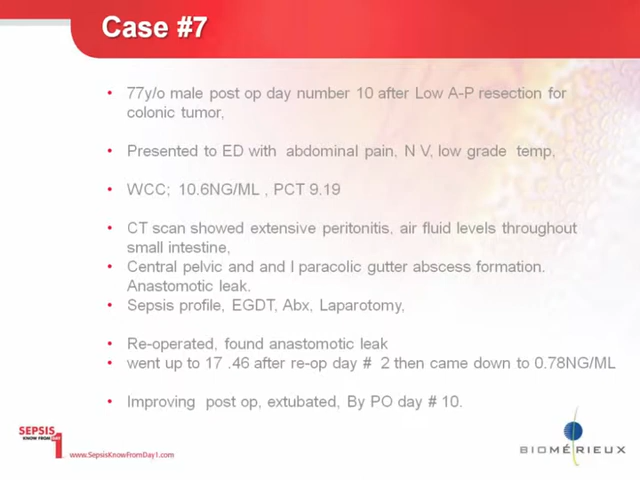 Case #7
77y/o male post op day number 10 after Low A-P resection for
colonic tumor,
Presented to ED with abdominal pain, N V, low grade temp,
WCC; 10.6NG/ML , PCT 9.19
CT scan showed extensive peritonitis, air fluid levels throughout
small intestine,
Central pelvic and and l paracolic gutter abscess formation.
Anastomotic leak.
Sepsis profile, EGDT, Abx, Laparotomy,
Re-operated, found anastomotic leak
went up to 17 .46 after re-op day # 2 then came down to 0.78NG/ML
Improving post op, extubated, By PO day # 10.
SEPSIS
KNOW FROM DAY
1
www.SepsisKnowFromDay1.com
BIOMÉRIEUX